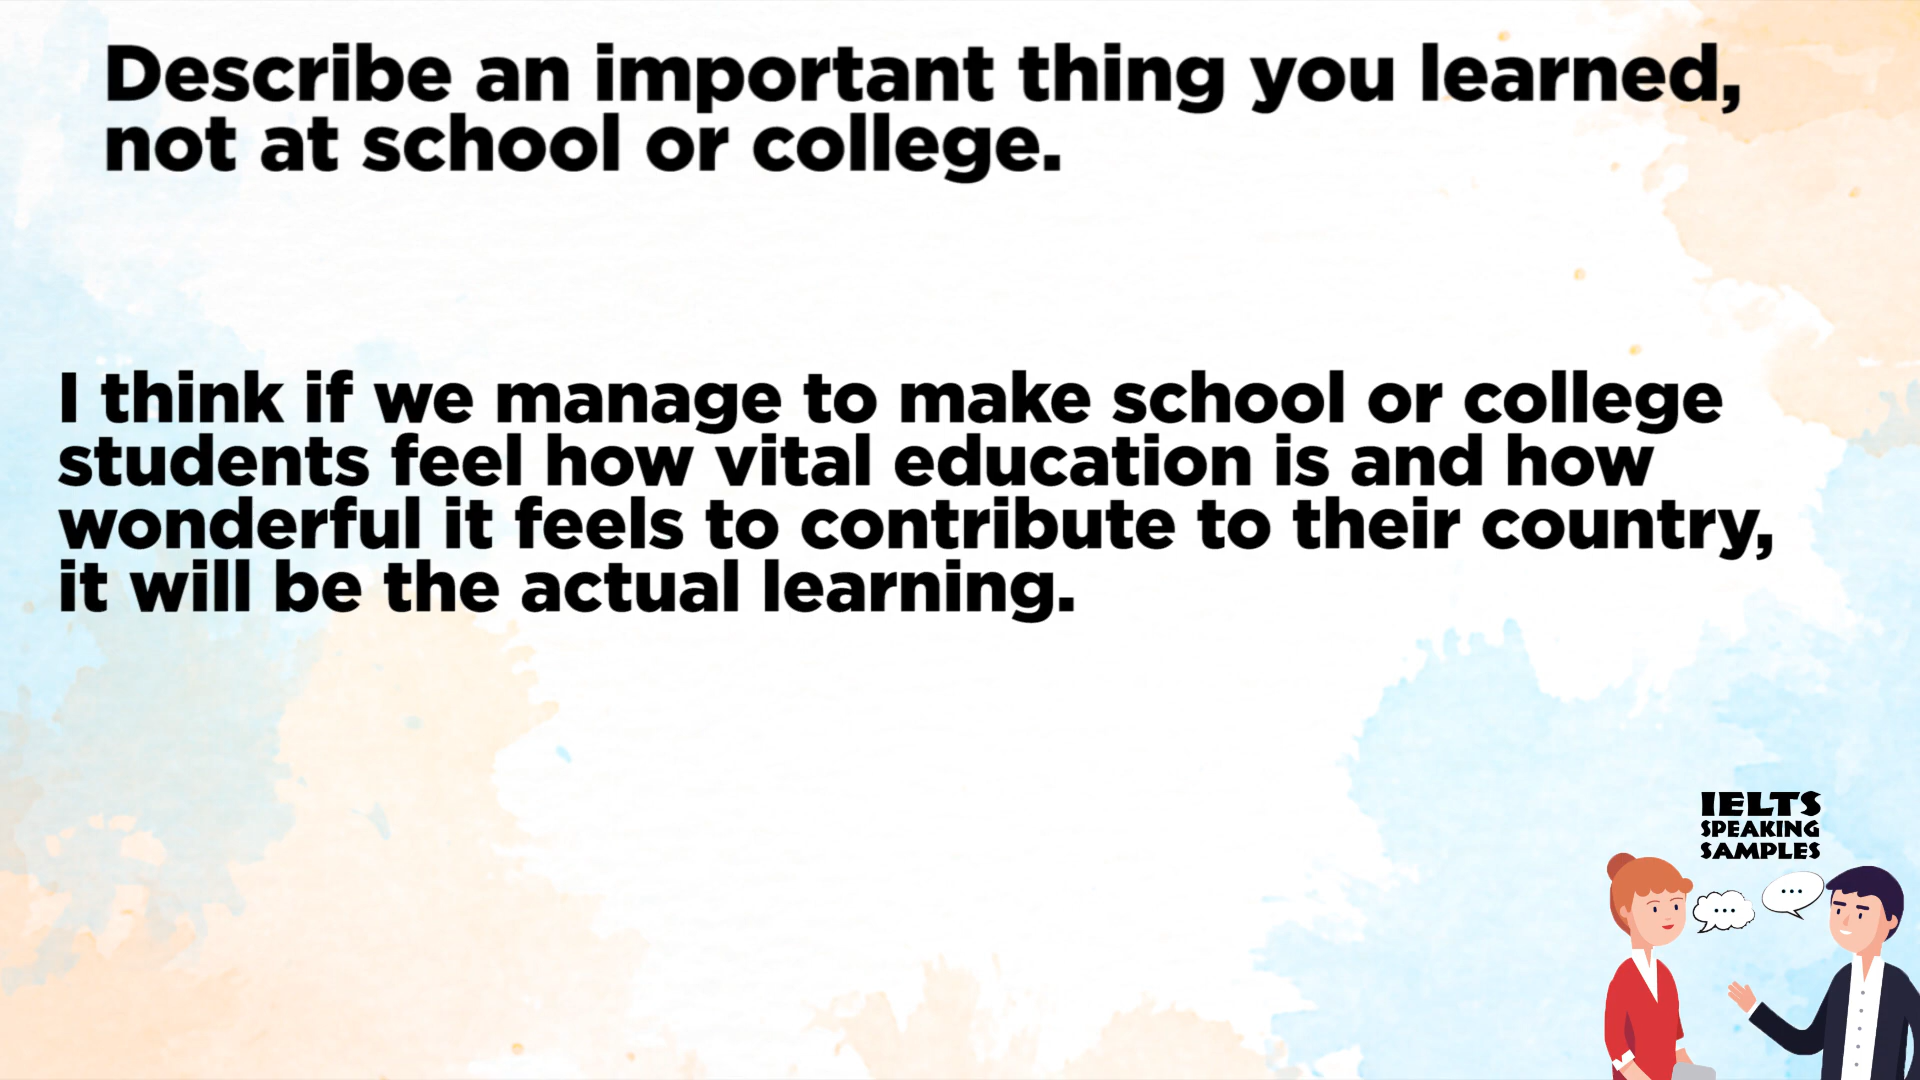 Describe an important thing you learned,
not at school or college.
I think if we manage to make school or college
students feel how vital education is and how
wonderful it feels to contribute to their country,
it will be the actual learning.
IELTS
SPEAKING
SAMPLES